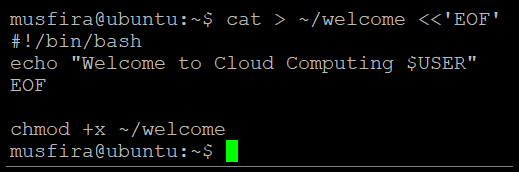 musfira@ubuntu:~$ cat > ~/welcome <<'EOF'
#!/bin/bash
echo "Welcome to Cloud Computing $USER"
EOF
chmod +x ~/welcome
musfira@ubuntu:~$